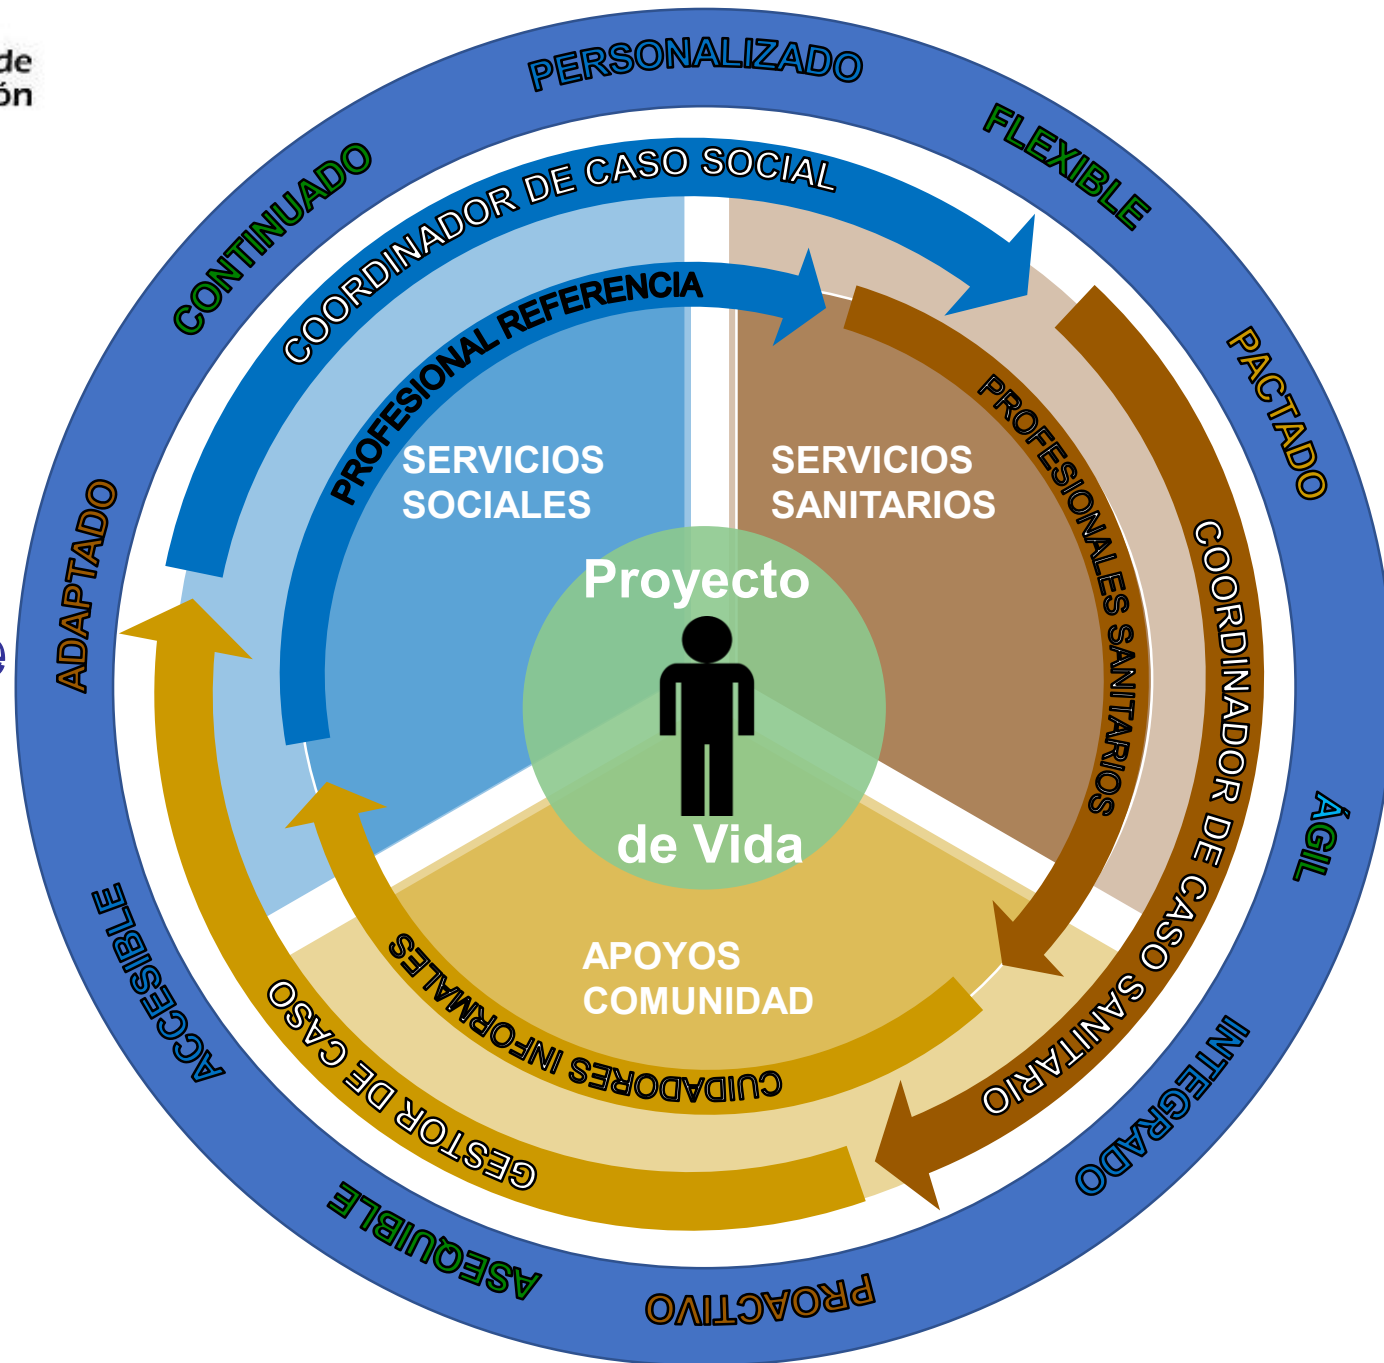 de
ón
PERSONALIZADO
FLEXIBLE
PACTADO
ÁGIL
INTEGRADO
PROACTIVO
ASEQUIBLE
ACCESIBLE
ADAPTADO
CONTINUADO
COORDINADOR DE CASO SOCIAL
COORDINADOR DE CASO SANITARIO
GESTOR DE CASO
PROFESIONAL REFERENCIA
PROFESIONALES SANITARIOS
CUIDADORES INFORMALES
SERVICIOS
SOCIALES
SERVICIOS
SANITARIOS
Proyecto
de Vida
APOYOS
COMUNIDAD